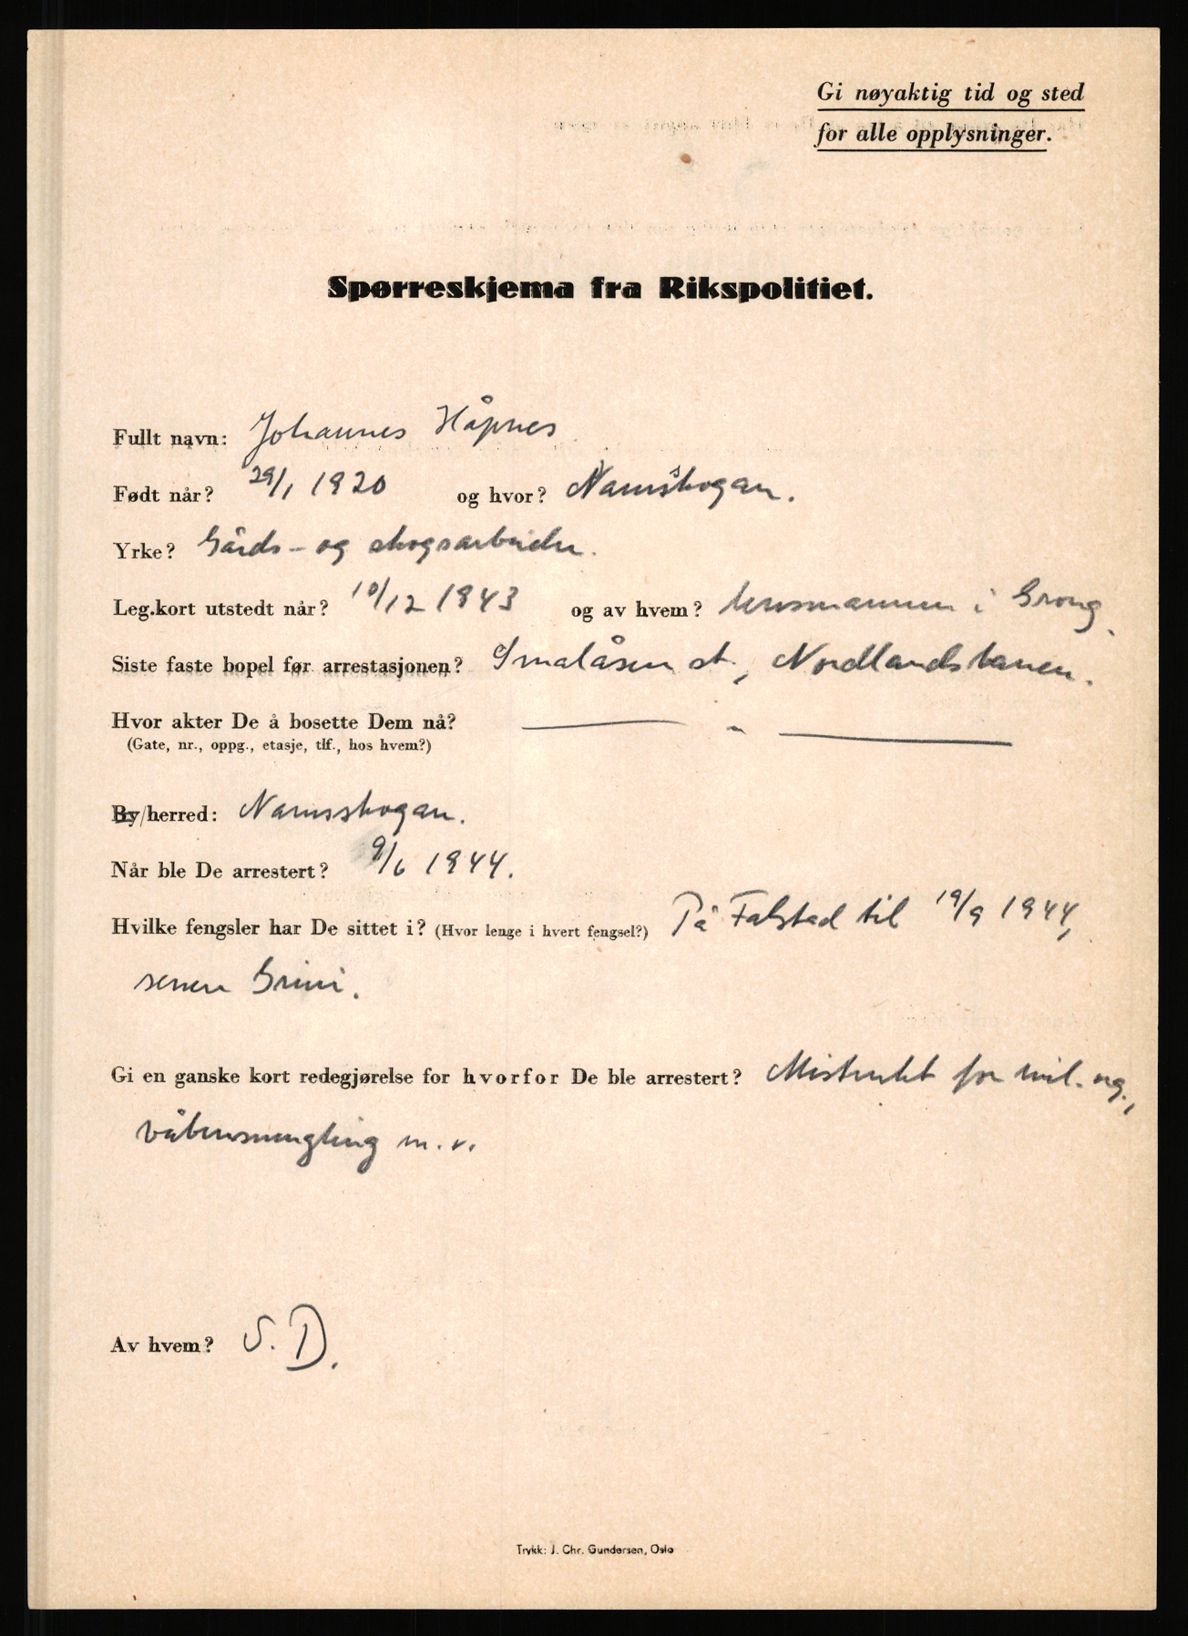 Gi nøyaktig tid og sted
for alle opplysninger.
Spørreskjema fra Rikspolitiet.
Fullt navn: Johannes Håpnes
Født når? 29/1 1920 og hvor? Namsskogan.
Yrke? Gårds- og skogsarbeider.
Leg.kort utstedt når? 10/12 1943 og av hvem? lensmannen i Grong.
Siste faste bopel før arrestasjonen? Smalåsen st., Nordlandsbanen.
Hvor akter De å bosette Dem nå? — " —
(Gate, nr., oppg., etasje, tlf., hos hvem?)
By/herred: Namsskogan.
Når ble De arrestert? 9/6 1944.
Hvilke fengsler har De sittet i? (Hvor lenge i hvert fengsel?) På Falstad til 19/9 1944,
senere Grini.
Gi en ganske kort redegjørelse for hvorfor De ble arrestert? Mistenkt for mil. og.,
våbensmugling m. v.
Av hvem? S. D.
Trykk: J. Chr. Gundersen, Oslo